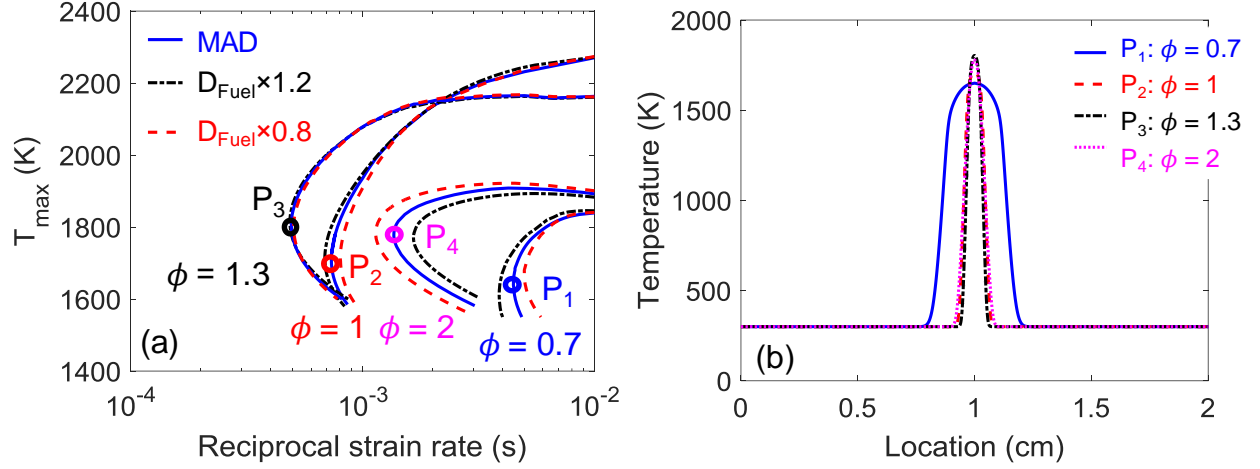 2400
2200
2000
1800
1600
1400
T_max (K)
MAD
D_Fuel×1.2
D_Fuel×0.8
P_3
P_2
P_4
P_1
ϕ = 1.3
ϕ = 1
ϕ = 2
ϕ = 0.7
(a)
10^-4
10^-3
10^-2
Reciprocal strain rate (s)
2000
1500
1000
500
0
Temperature (K)
P_1: ϕ = 0.7
P_2: ϕ = 1
P_3: ϕ = 1.3
P_4: ϕ = 2
(b)
0
0.5
1
1.5
2
Location (cm)